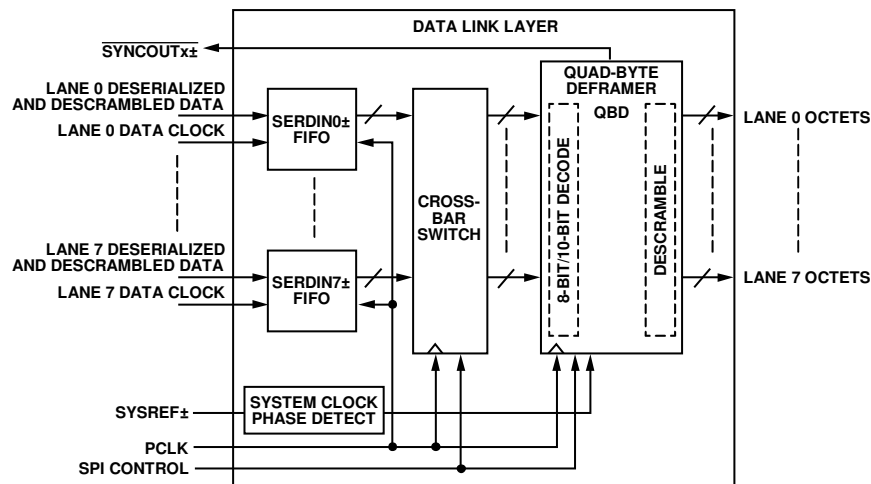 DATA LINK LAYER
SYNCOUTx±
QUAD-BYTE
DEFRAMER
QBD
LANE 0 DESERIALIZED
AND DESCRAMBLED DATA
LANE 0 DATA CLOCK
SERDIN0±
FIFO
LANE 0 OCTETS
CROSS-
BAR
SWITCH
8-BIT/10-BIT DECODE
DESCRAMBLE
LANE 7 DESERIALIZED
AND DESCRAMBLED DATA
LANE 7 DATA CLOCK
SERDIN7±
FIFO
LANE 7 OCTETS
SYSREF±
SYSTEM CLOCK
PHASE DETECT
PCLK
SPI CONTROL